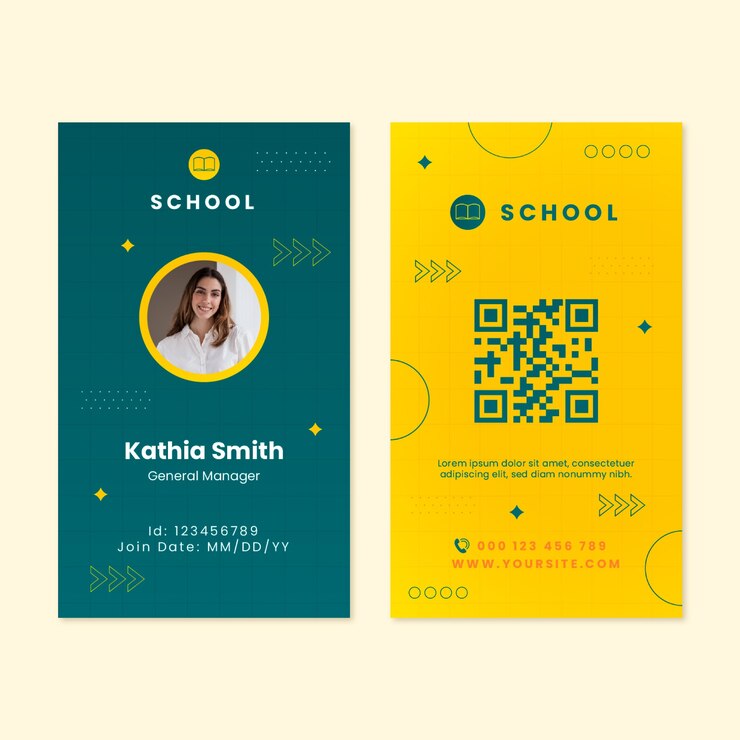 SCHOOL
Kathia Smith
General Manager
Id: 123456789
Join Date: MM/DD/YY
SCHOOL
Lorem ipsum dolor sit amet, consectetuer
adipiscing elit, sed diam nonummy nibh.
000 123 456 789
WWW.YOURSITE.COM